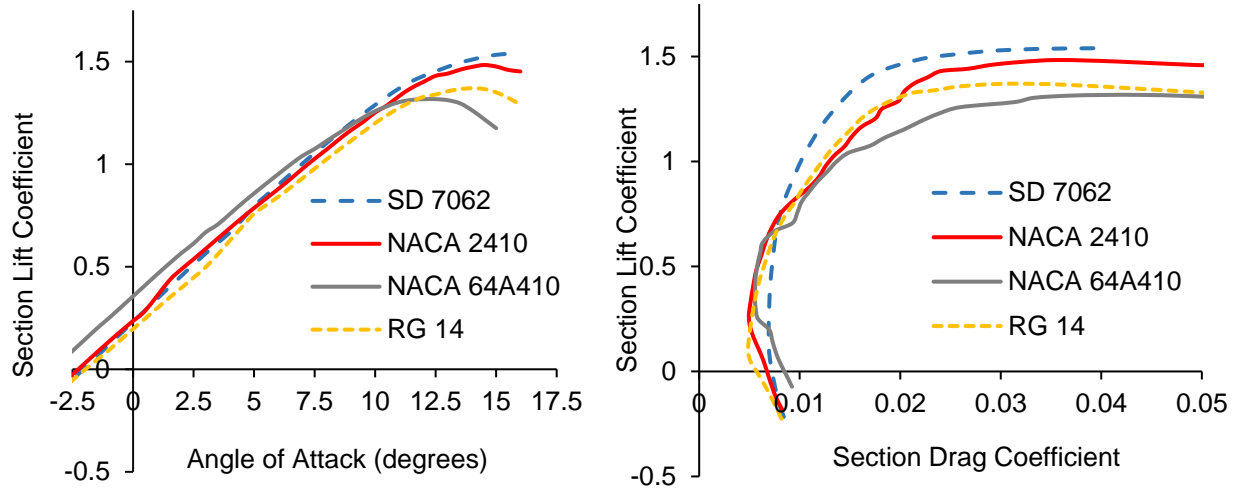 1.5
1
0.5
0
-0.5
-2.5 0 2.5 5 7.5 10 12.5 15 17.5
Section Lift Coefficient
Angle of Attack (degrees)
SD 7062
NACA 2410
NACA 64A410
RG 14
1.5
1
0.5
0
-0.5
0 0.01 0.02 0.03 0.04 0.05
Section Lift Coefficient
Section Drag Coefficient
SD 7062
NACA 2410
NACA 64A410
RG 14